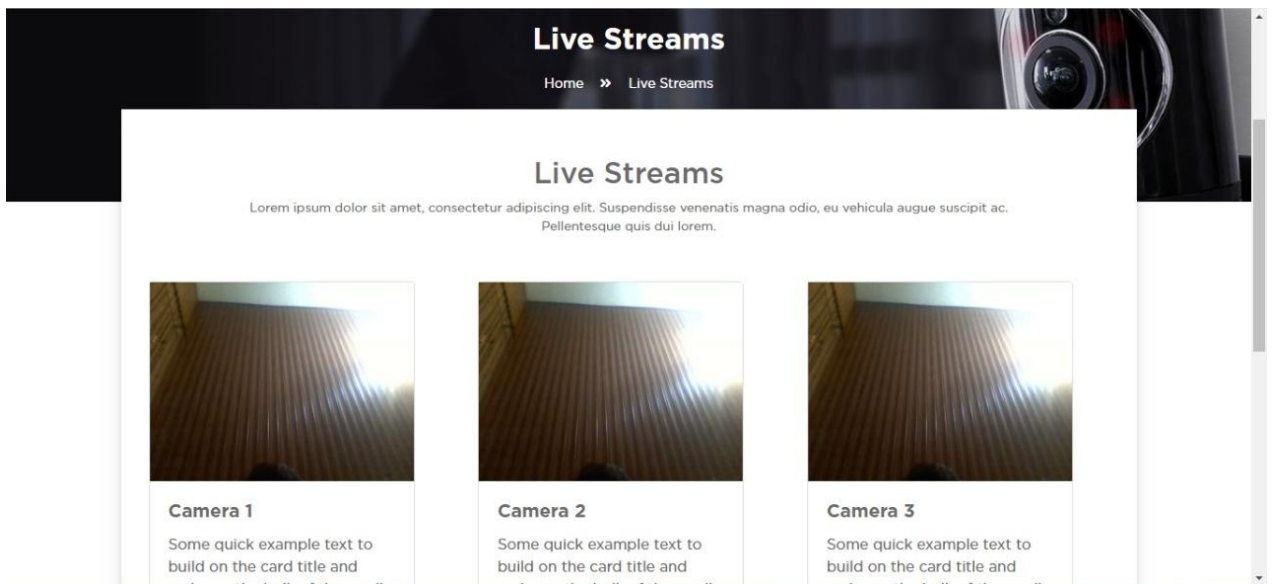 Live Streams
Home » Live Streams
Live Streams
Lorem ipsum dolor sit amet, consectetur adipiscing elit. Suspendisse venenatis magna odio, eu vehicula augue suscipit ac.
Pellentesque quis dui lorem.
Camera 1
Some quick example text to
build on the card title and
Camera 2
Some quick example text to
build on the card title and
Camera 3
Some quick example text to
build on the card title and